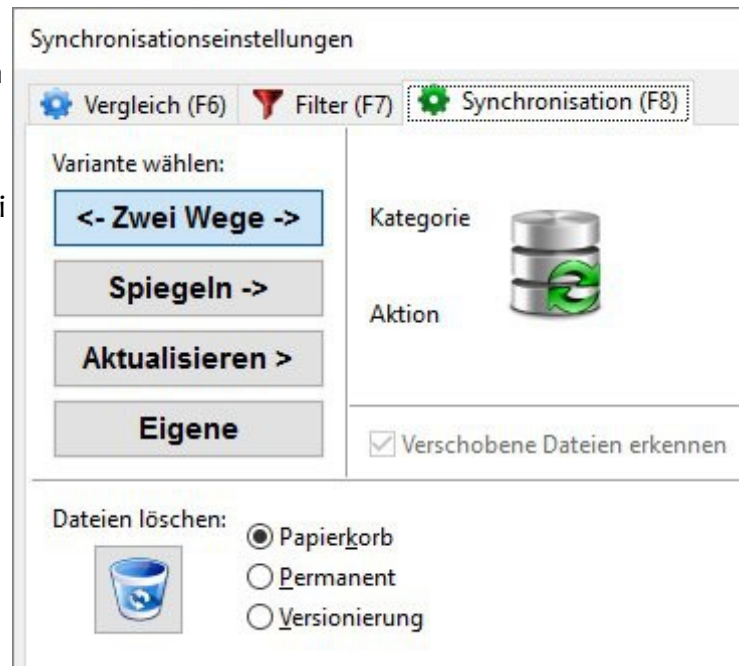 Synchronisationseinstellungen
Vergleich (F6) Filter (F7) Synchronisation (F8)
Variante wählen:
<- Zwei Wege ->
Spiegeln ->
Aktualisieren >
Eigene
Kategorie
Aktion
Verschobene Dateien erkennen
Dateien löschen:
Papierkorb
Permanent
Versionierung